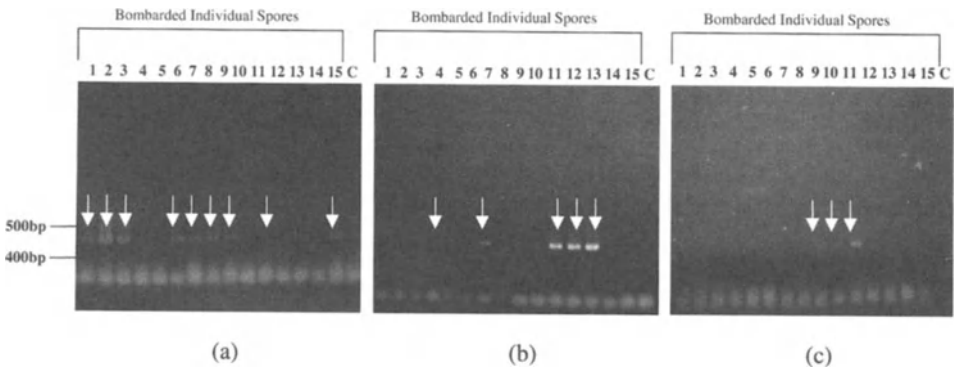 Bombarded Individual Spores
1 2 3 4 5 6 7 8 9 10 11 12 13 14 15 C
500bp
400bp
(a)
Bombarded Individual Spores
1 2 3 4 5 6 7 8 9 10 11 12 13 14 15 C
(b)
Bombarded Individual Spores
1 2 3 4 5 6 7 8 9 10 11 12 13 14 15 C
(c)